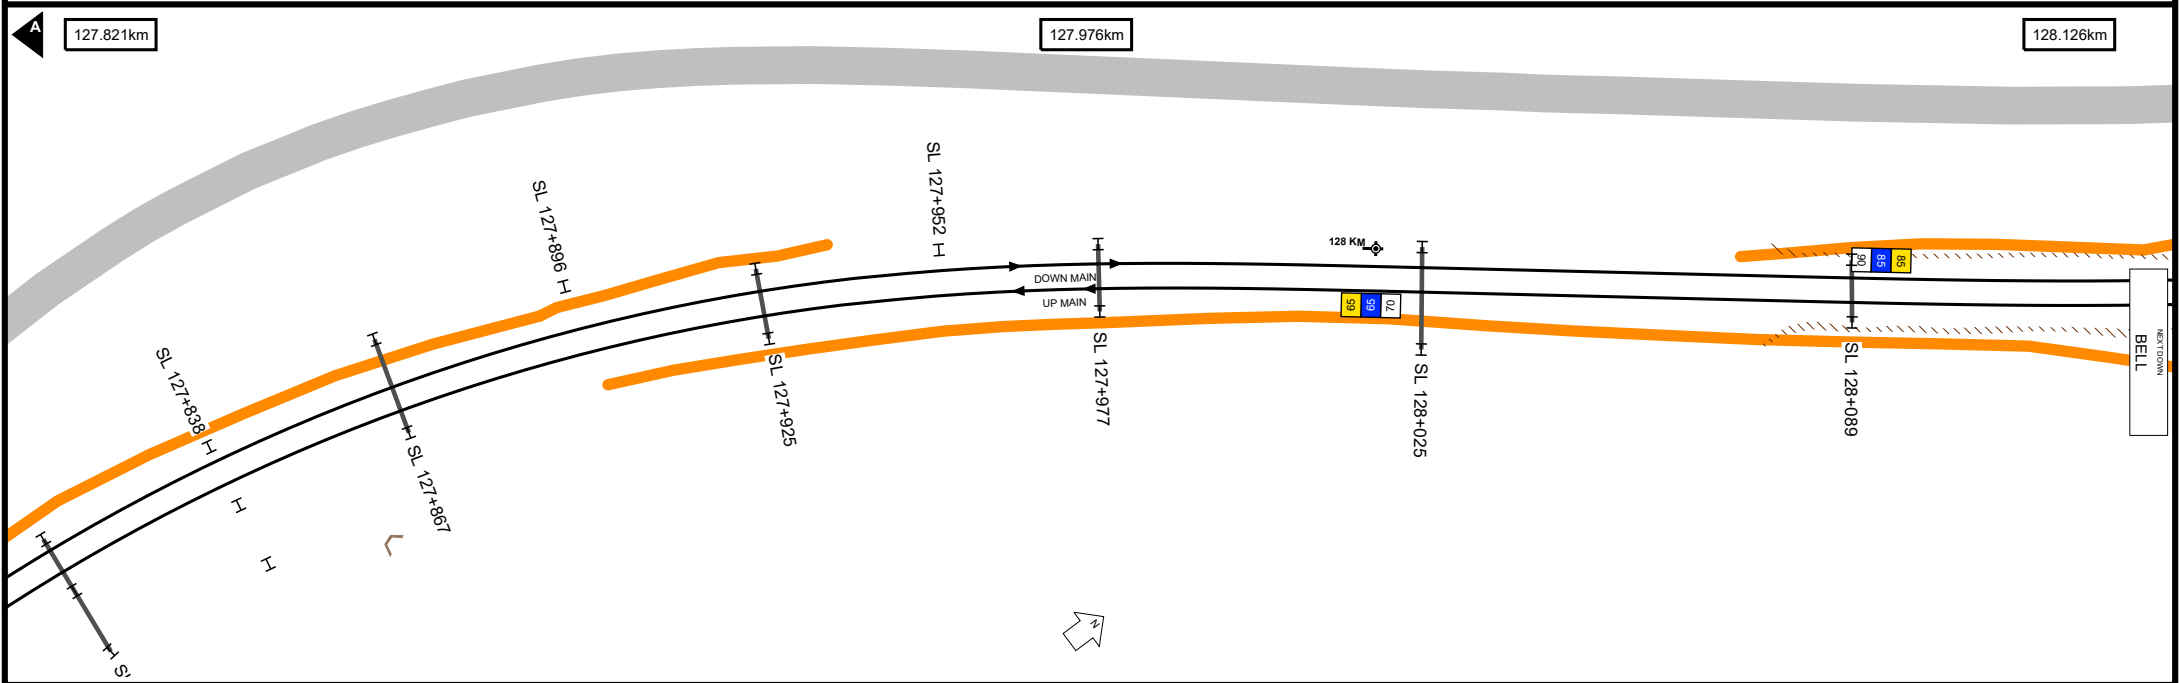 A
127.821km
127.976km
128.126km
SL 127+952
SL 127+896
128 KM
90
85
85
DOWN MAIN
UP MAIN
65
65
70
NEXT DOWN
BELL
SL 127+838
SL 127+925
SL 127+977
SL 128+025
SL 128+089
SL 127+867
N